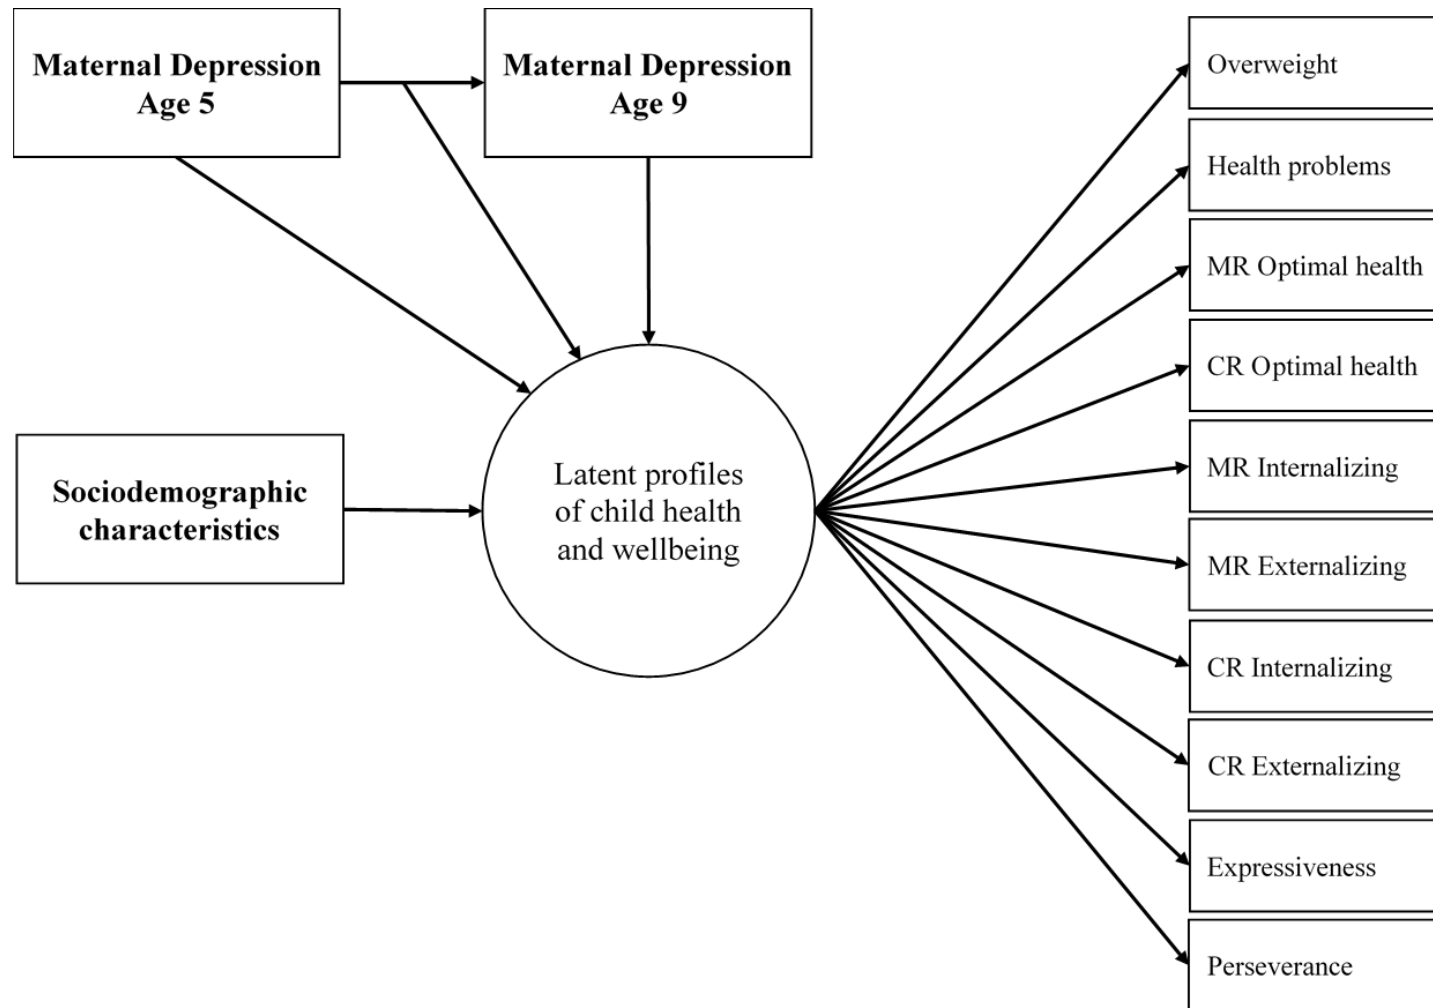 Maternal Depression
Age 5
Maternal Depression
Age 9
Sociodemographic
characteristics
Latent profiles
of child health
and wellbeing
Overweight
Health problems
MR Optimal health
CR Optimal health
MR Internalizing
MR Externalizing
CR Internalizing
CR Externalizing
Expressiveness
Perseverance